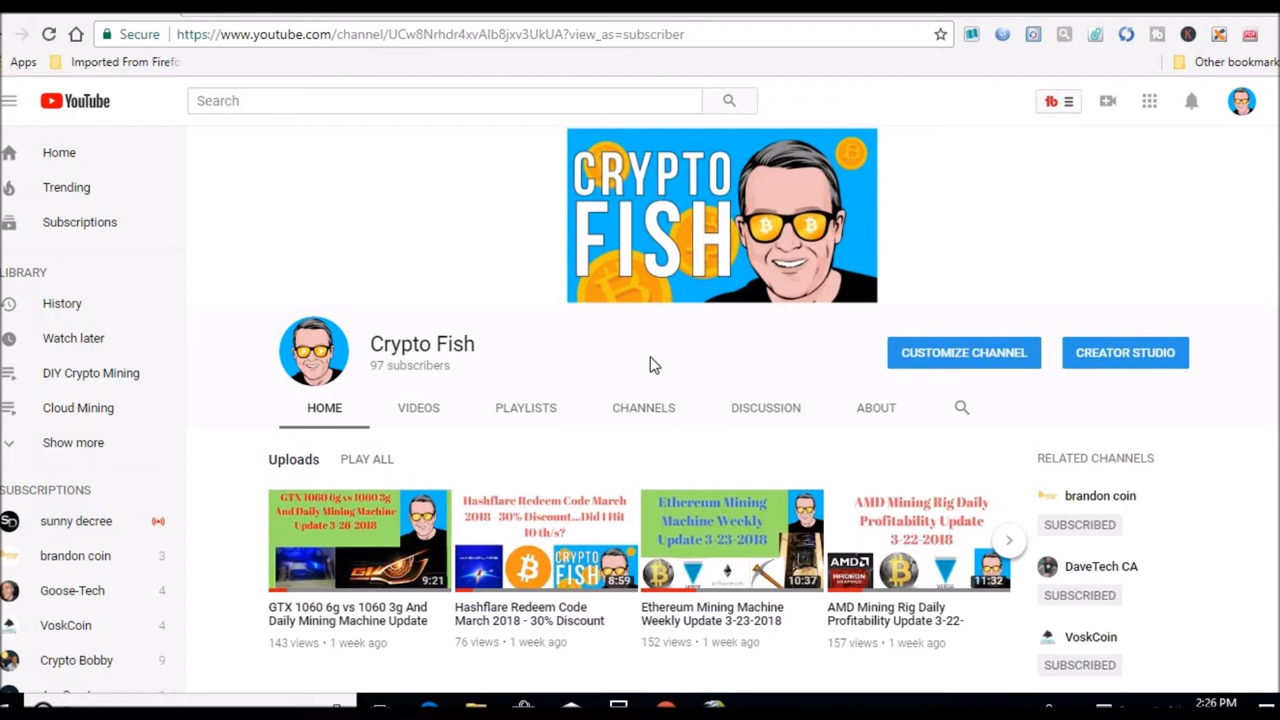 Secure
https://www.youtube.com/channel/UCw8Nrhdr4xvAIb8jxv3UkUA?view_as=subscriber
Apps
Imported From Firefo
Other bookmark
YouTube
Search
Home
Trending
Subscriptions
LIBRARY
History
Watch later
DIY Crypto Mining
Cloud Mining
Show more
SUBSCRIPTIONS
sunny decree
brandon coin 3
Goose-Tech 4
VoskCoin 4
Crypto Bobby 9
CRYPTO
FISH
Crypto Fish
97 subscribers
CUSTOMIZE CHANNEL
CREATOR STUDIO
HOME
VIDEOS
PLAYLISTS
CHANNELS
DISCUSSION
ABOUT
Uploads
PLAY ALL
GTX 1060 6g vs 1060 3g
And Daily Mining Machine
Update 3-26-2018
9:21
GTX 1060 6g vs 1060 3g And
Daily Mining Machine Update
143 views • 1 week ago
Hashflare Redeem Code March
2018 - 30% Discount...Did I Hit
10 th/s?
CRYPTO
FISH
8:59
Hashflare Redeem Code
March 2018 - 30% Discount
76 views • 1 week ago
Ethereum Mining
Machine Weekly
Update 3-23-2018
10:37
Ethereum Mining Machine
Weekly Update 3-23-2018
152 views • 1 week ago
AMD Mining Rig Daily
Profitability Update
3-22-2018
AMD
RADEON
11:32
AMD Mining Rig Daily
Profitability Update 3-22-
157 views • 1 week ago
RELATED CHANNELS
brandon coin
SUBSCRIBED
DaveTech CA
SUBSCRIBED
VoskCoin
SUBSCRIBED
2:26 PM